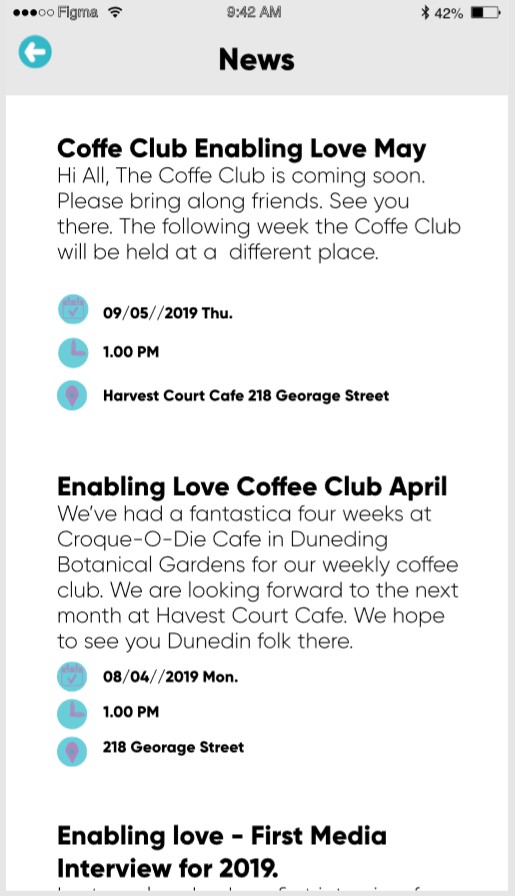 Figma 9:42 AM 42%
News
Coffe Club Enabling Love May
Hi All, The Coffe Club is coming soon.
Please bring along friends. See you
there. The following week the Coffe Club
will be held at a  different place.
09/05//2019 Thu.
1.00 PM
Harvest Court Cafe 218 Georage Street
Enabling Love Coffee Club April
We've had a fantastica four weeks at
Croque-O-Die Cafe in Duneding
Botanical Gardens for our weekly coffee
club. We are looking forward to the next
month at Havest Court Cafe. We hope
to see you Dunedin folk there.
08/04//2019 Mon.
1.00 PM
218 Georage Street
Enabling love - First Media
Interview for 2019.